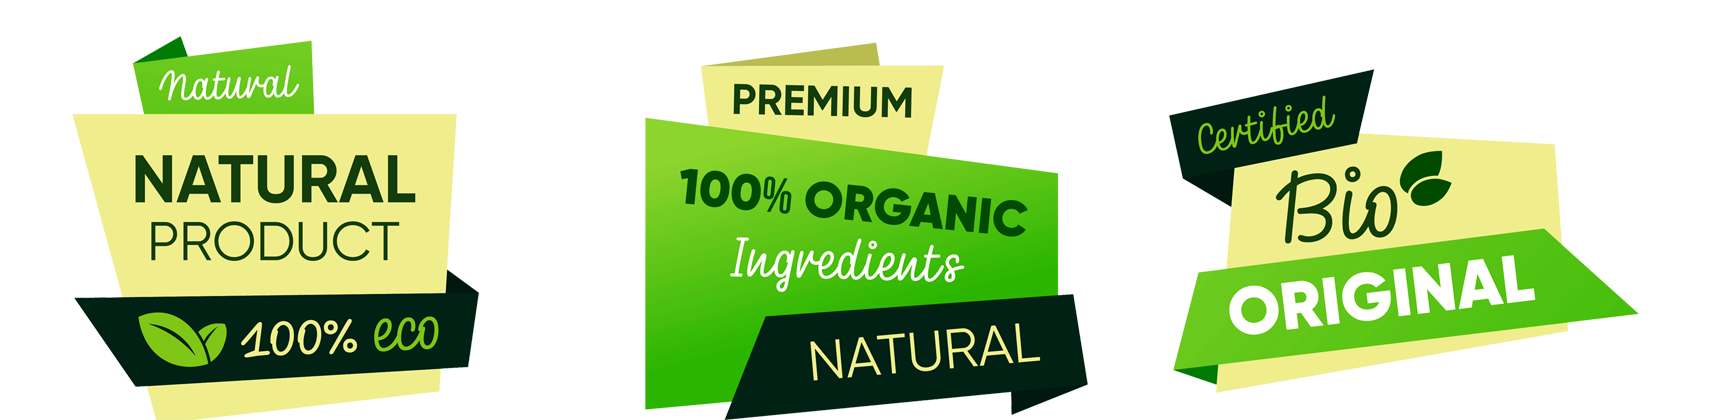 Natural
NATURAL
PRODUCT
100% eco
PREMIUM
100% ORGANIC
Ingredients
NATURAL
Certified
Bio
ORIGINAL